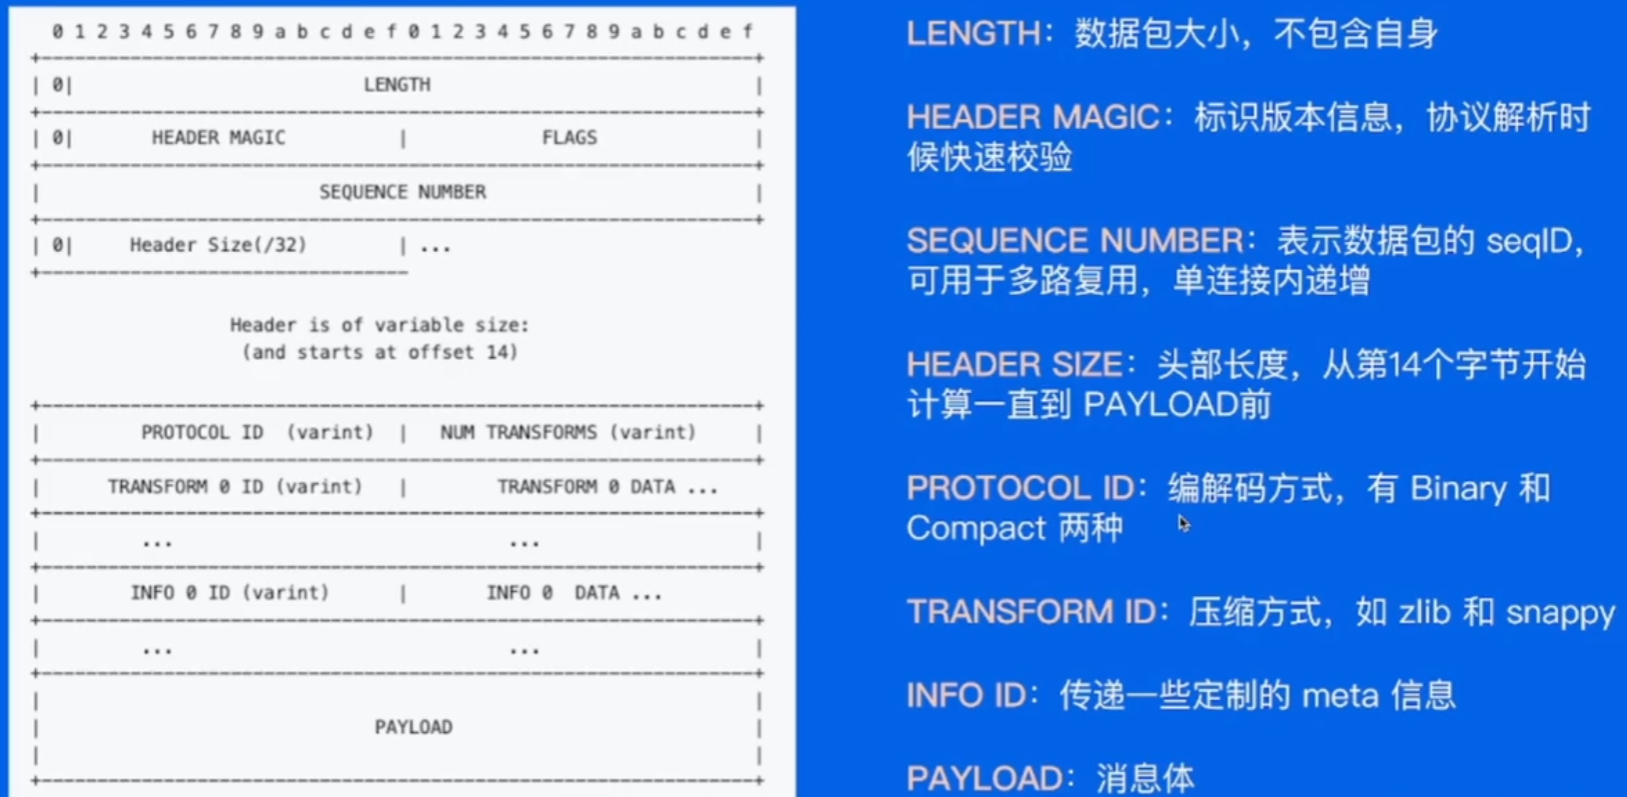 0 1 2 3 4 5 6 7 8 9 a b c d e f 0 1 2 3 4 5 6 7 8 9 a b c d e f
+----------------------------------------------------------------+
| 0|                          LENGTH                             |
+----------------------------------------------------------------+
| 0|       HEADER MAGIC          |            FLAGS              |
+----------------------------------------------------------------+
|                         SEQUENCE NUMBER                        |
+----------------------------------------------------------------+
| 0|     Header Size(/32)        | ...
+---------------------------------
Header is of variable size:
(and starts at offset 14)
+----------------------------------------------------------------+
|         PROTOCOL ID  (varint)  |   NUM TRANSFORMS (varint)     |
+----------------------------------------------------------------+
|      TRANSFORM 0 ID (varint)   |        TRANSFORM 0 DATA ...
+----------------------------------------------------------------+
|         ...                              ...                   |
+----------------------------------------------------------------+
|        INFO 0 ID (varint)      |       INFO 0  DATA ...
+----------------------------------------------------------------+
|         ...                              ...                   |
+----------------------------------------------------------------+
|                                                                |
|                              PAYLOAD                           |
|                                                                |
+----------------------------------------------------------------+
LENGTH：数据包大小，不包含自身
HEADER MAGIC：标识版本信息，协议解析时
候快速校验
SEQUENCE NUMBER：表示数据包的 seqID，
可用于多路复用，单连接内递增
HEADER SIZE：头部长度，从第14个字节开始
计算一直到 PAYLOAD前
PROTOCOL ID：编解码方式，有 Binary 和
Compact 两种
TRANSFORM ID：压缩方式，如 zlib 和 snappy
INFO ID：传递一些定制的 meta 信息
PAYLOAD：消息体